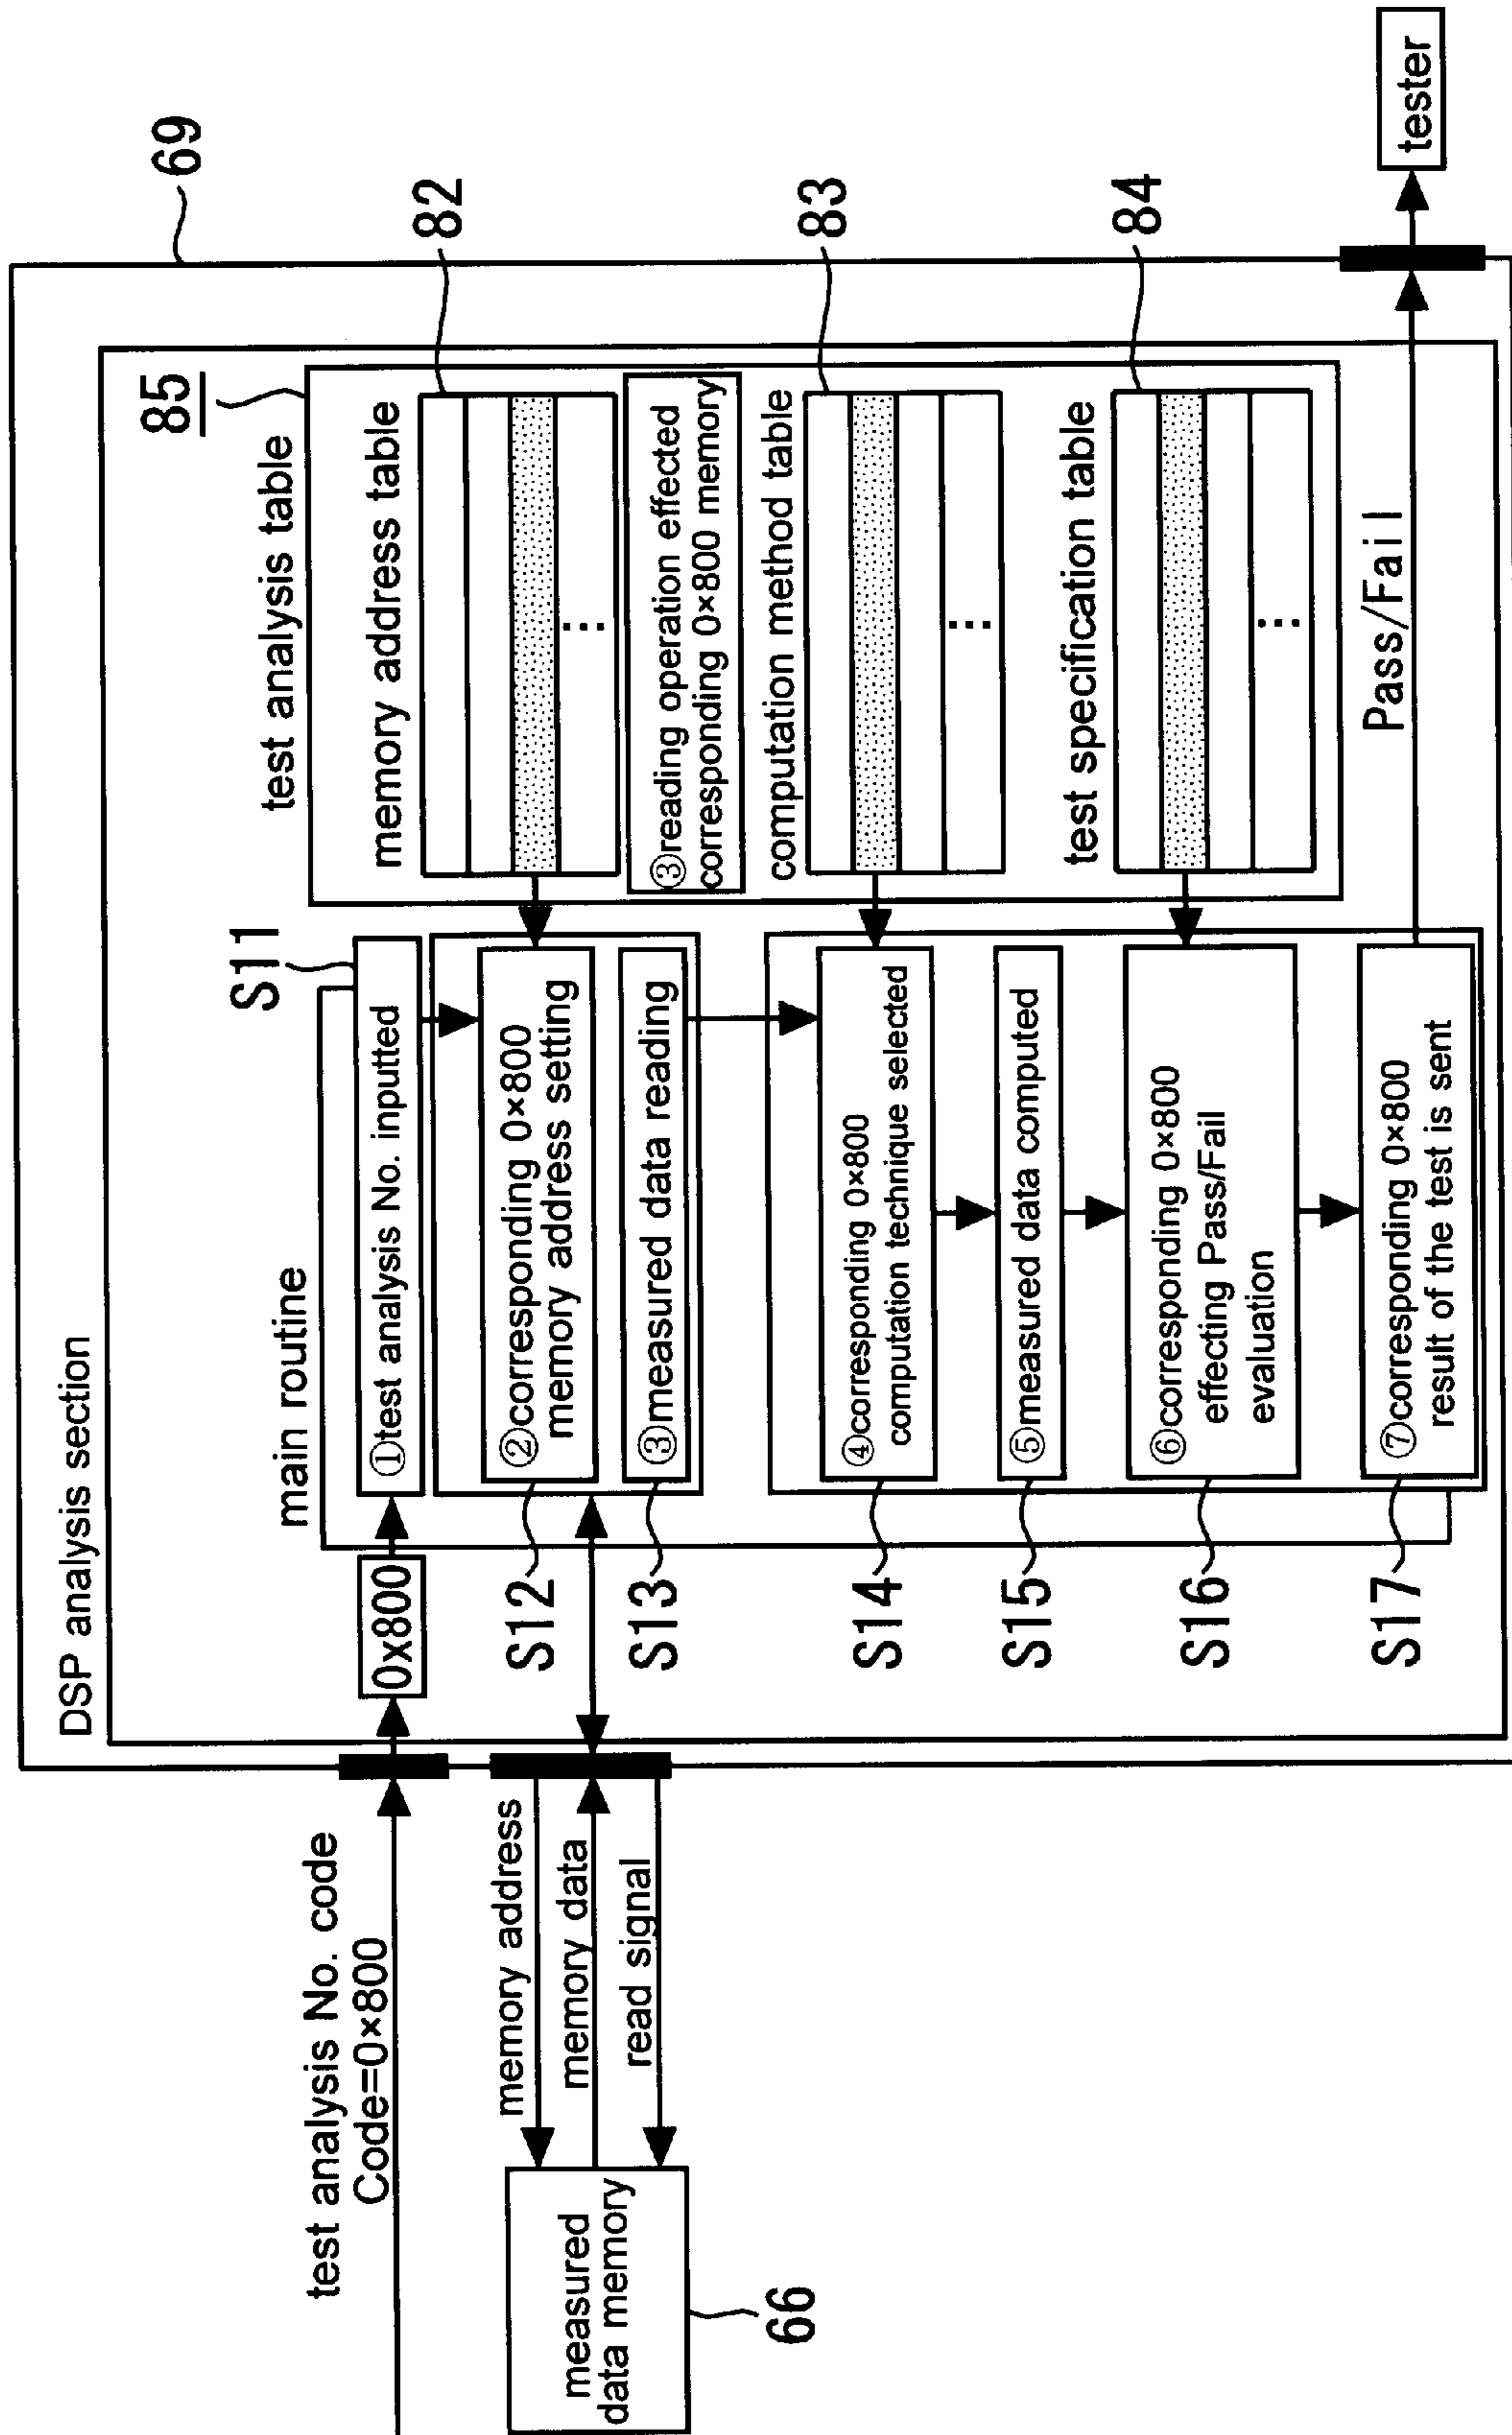 69
DSP analysis section
85
test analysis table
main routine
S11
test analysis No. code
Code=0×800
0x800
①test analysis No. inputted
memory address table
82
memory address
memory data
read signal
measured
data memory
66
S12
②corresponding 0×800
memory address setting
S13
③measured data reading
③reading operation effected
corresponding 0×800 memory
computation method table
83
S14
④corresponding 0×800
computation technique selected
S15
⑤measured data computed
test specification table
84
S16
⑥corresponding 0×800
effecting Pass/Fail
evaluation
S17
⑦corresponding 0×800
result of the test is sent
Pass/Fail
tester